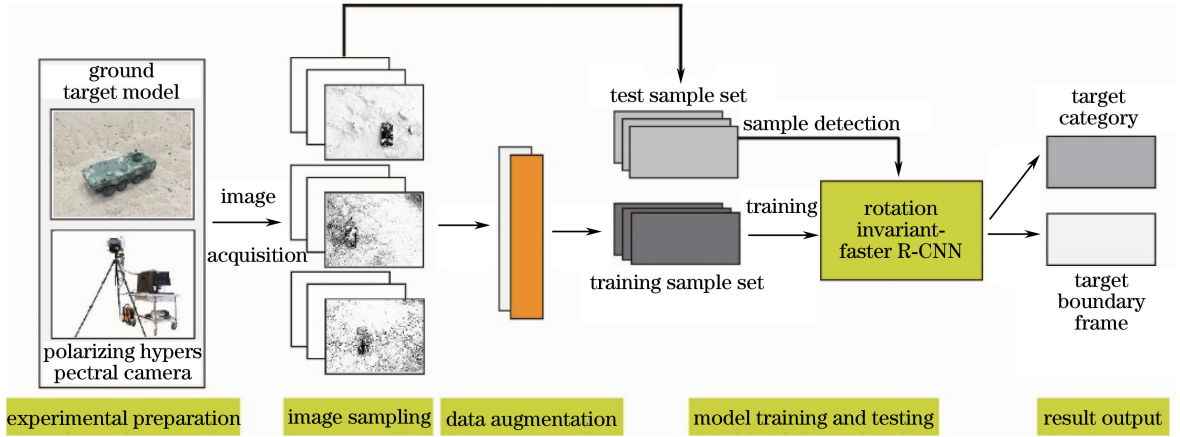 ground
target model
polarizing hypers
pectral camera
image
acquisition
test sample set
sample detection
training sample set
training
rotation
invariant-
faster R-CNN
target
category
target
boundary
frame
experimental preparation
image sampling
data augmentation
model training and testing
result output